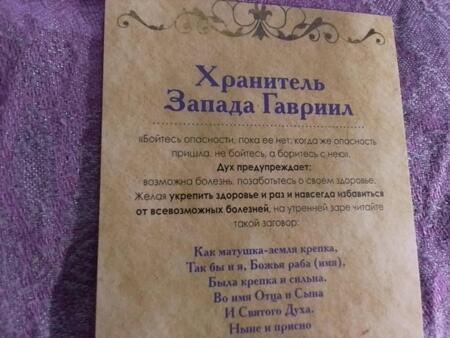 Хранитель
Запада Гавриил
«Бойтесь опасности, пока ее нет; когда же опасность
пришла, не бойтесь, а боритесь с нею».
Дух предупреждает:
возможна болезнь, позаботьтесь о своем здоровье.
Желая укрепить здоровье и раз и навсегда избавиться
от всевозможных болезней, на утренней заре читайте
такой заговор:
Как матушка-земля крепка,
Так бы и я, Божья раба (имя),
Была крепка и сильна.
Во имя Отца и Сына
И Святого Духа.
Ныне и присно